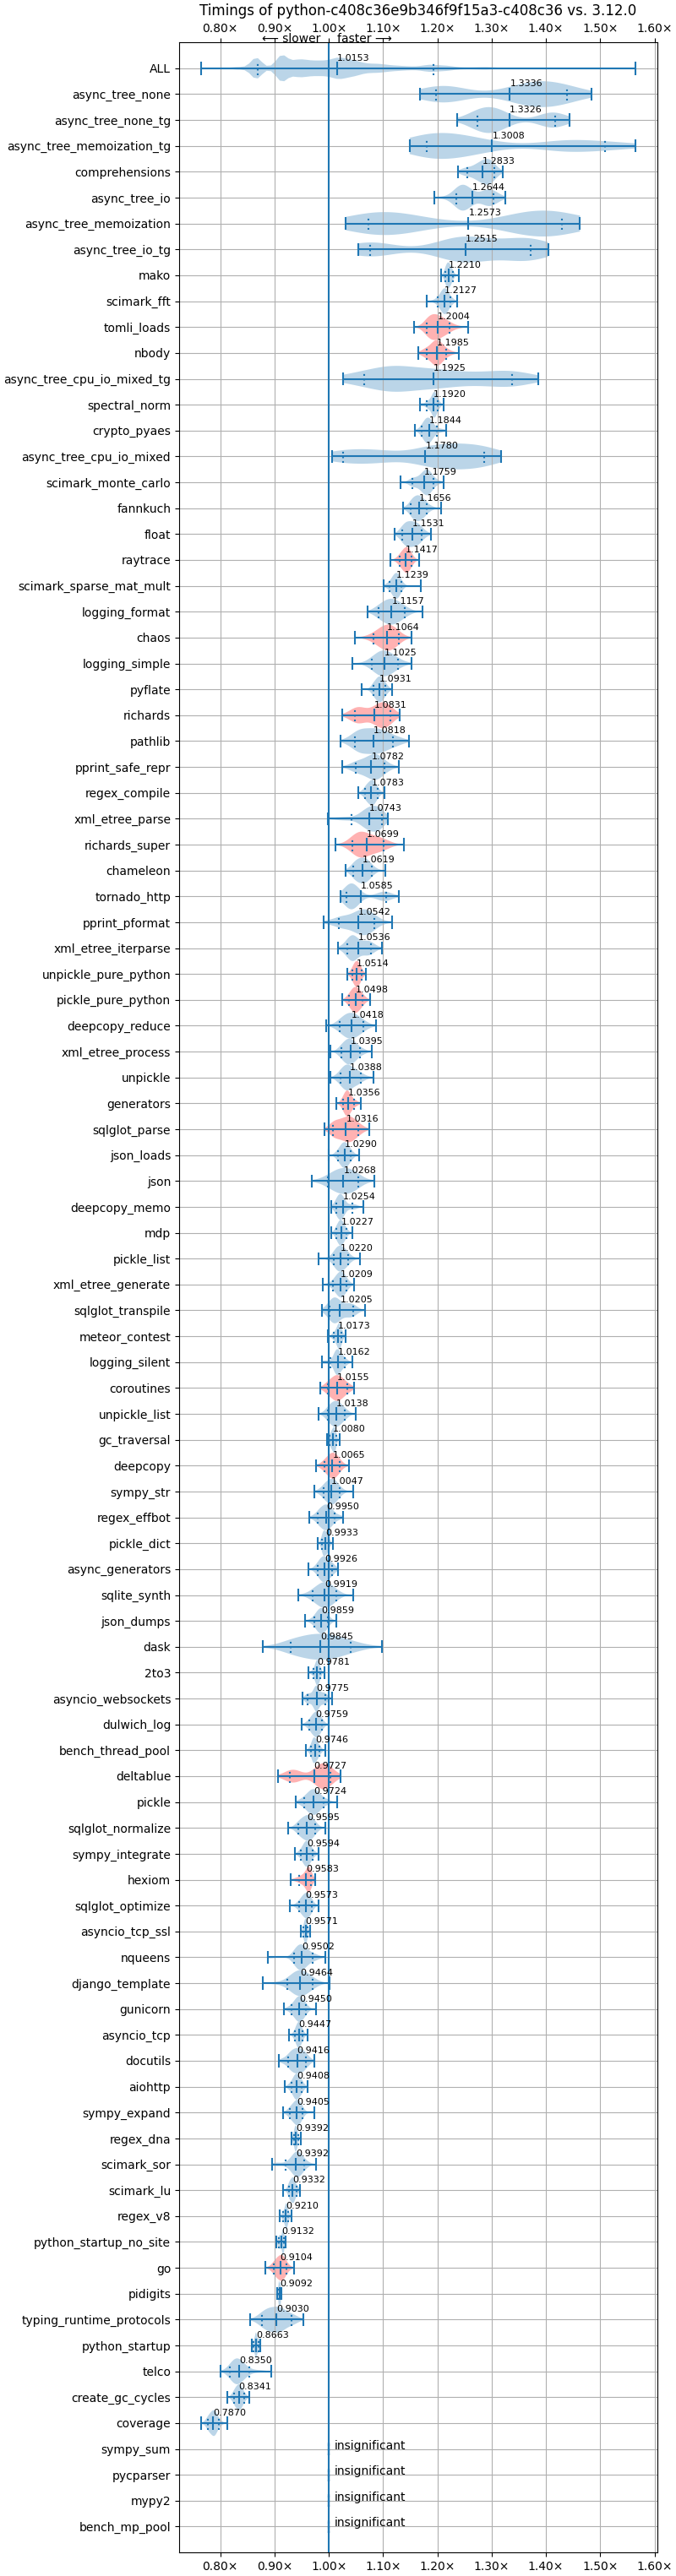 Timings of python-c408c36e9b346f9f15a3-c408c36 vs. 3.12.0
0.80× 0.90× 1.00× 1.10× 1.20× 1.30× 1.40× 1.50× 1.60×
⟵ slower faster ⟶
ALL 1.0153
async_tree_none 1.3336
async_tree_none_tg 1.3326
async_tree_memoization_tg 1.3008
comprehensions 1.2833
async_tree_io 1.2644
async_tree_memoization 1.2573
async_tree_io_tg 1.2515
mako 1.2210
scimark_fft 1.2127
tomli_loads 1.2004
nbody 1.1985
async_tree_cpu_io_mixed_tg 1.1925
spectral_norm 1.1920
crypto_pyaes 1.1844
async_tree_cpu_io_mixed 1.1780
scimark_monte_carlo 1.1759
fannkuch 1.1656
float 1.1531
raytrace 1.1417
scimark_sparse_mat_mult 1.1239
logging_format 1.1157
chaos 1.1064
logging_simple 1.1025
pyflate 1.0931
richards 1.0831
pathlib 1.0818
pprint_safe_repr 1.0782
regex_compile 1.0783
xml_etree_parse 1.0743
richards_super 1.0699
chameleon 1.0619
tornado_http 1.0585
pprint_pformat 1.0542
xml_etree_iterparse 1.0536
unpickle_pure_python 1.0514
pickle_pure_python 1.0498
deepcopy_reduce 1.0418
xml_etree_process 1.0395
unpickle 1.0388
generators 1.0356
sqlglot_parse 1.0316
json_loads 1.0290
json 1.0268
deepcopy_memo 1.0254
mdp 1.0227
pickle_list 1.0220
xml_etree_generate 1.0209
sqlglot_transpile 1.0205
meteor_contest 1.0173
logging_silent 1.0162
coroutines 1.0155
unpickle_list 1.0138
gc_traversal 1.0080
deepcopy 1.0065
sympy_str 1.0047
regex_effbot 0.9950
pickle_dict 0.9933
async_generators 0.9926
sqlite_synth 0.9919
json_dumps 0.9859
dask 0.9845
2to3 0.9781
asyncio_websockets 0.9775
dulwich_log 0.9759
bench_thread_pool 0.9746
deltablue 0.9727
pickle 0.9724
sqlglot_normalize 0.9595
sympy_integrate 0.9594
hexiom 0.9583
sqlglot_optimize 0.9573
asyncio_tcp_ssl 0.9571
nqueens 0.9502
django_template 0.9464
gunicorn 0.9450
asyncio_tcp 0.9447
docutils 0.9416
aiohttp 0.9408
sympy_expand 0.9405
regex_dna 0.9392
scimark_sor 0.9392
scimark_lu 0.9332
regex_v8 0.9210
python_startup_no_site 0.9132
go 0.9104
pidigits 0.9092
typing_runtime_protocols 0.9030
python_startup 0.8663
telco 0.8350
create_gc_cycles 0.8341
coverage 0.7870
sympy_sum insignificant
pycparser insignificant
mypy2 insignificant
bench_mp_pool insignificant
0.80× 0.90× 1.00× 1.10× 1.20× 1.30× 1.40× 1.50× 1.60×